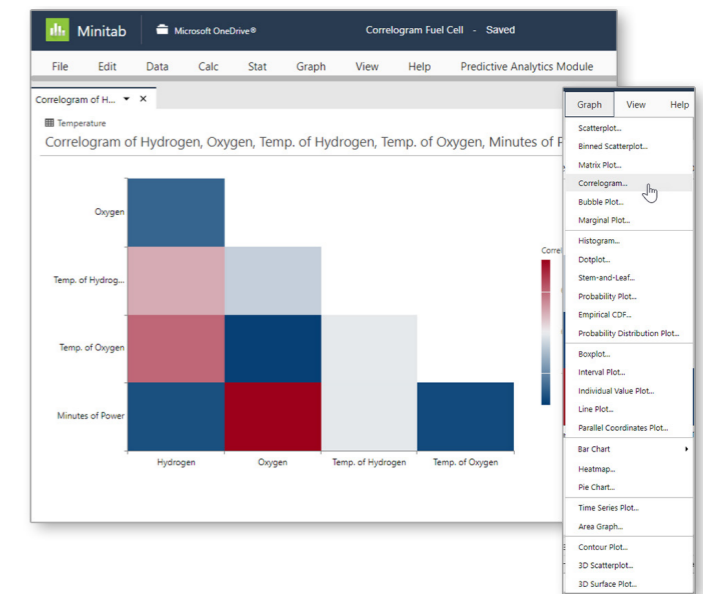 Minitab
Microsoft OneDrive®
Correlogram Fuel Cell - Saved
File Edit Data Calc Stat Graph View Help Predictive Analytics Module
Correlogram of H...
Temperature
Correlogram of Hydrogen, Oxygen, Temp. of Hydrogen, Temp. of Oxygen, Minutes of
Oxygen
Temp. of Hydrog...
Temp. of Oxygen
Minutes of Power
Hydrogen Oxygen Temp. of Hydrogen Temp. of Oxygen
Correl
Graph View Help
Scatterplot...
Binned Scatterplot...
Matrix Plot...
Correlogram...
Bubble Plot...
Marginal Plot...
Histogram...
Dotplot...
Stem-and-Leaf...
Probability Plot...
Empirical CDF...
Probability Distribution Plot...
Boxplot...
Interval Plot...
Individual Value Plot...
Line Plot...
Parallel Coordinates Plot...
Bar Chart
Heatmap...
Pie Chart...
Time Series Plot...
Area Graph...
Contour Plot...
3D Scatterplot...
3D Surface Plot...